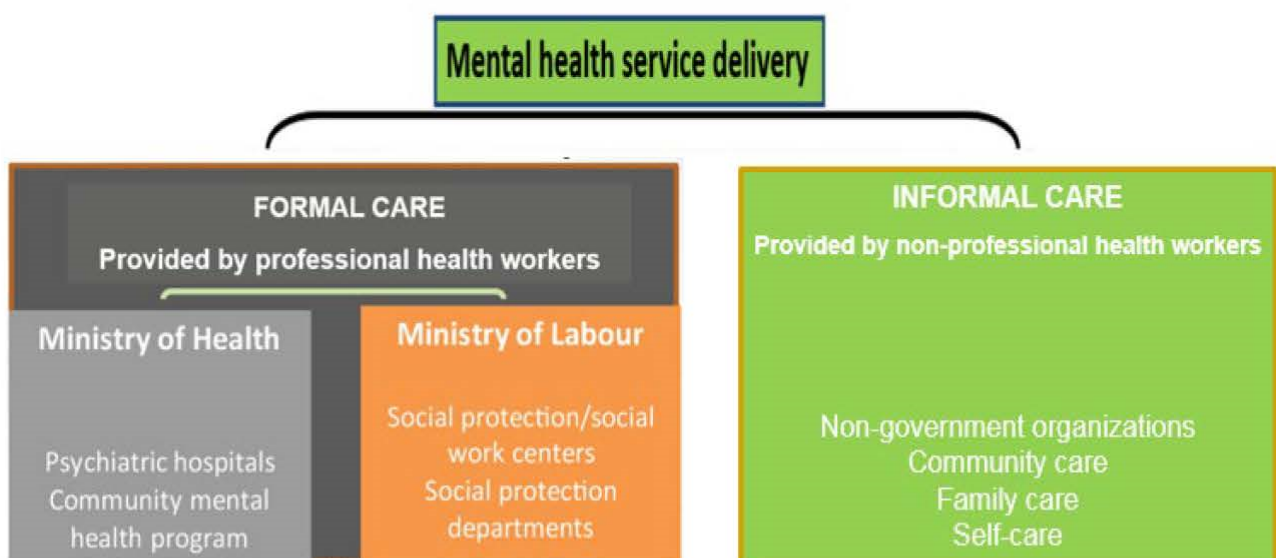 Mental health service delivery
FORMAL CARE
Provided by professional health workers
Ministry of Health
Psychiatric hospitals
Community mental
health program
Ministry of Labour
Social protection/social
work centers
Social protection
departments
INFORMAL CARE
Provided by non-professional health workers
Non-government organizations
Community care
Family care
Self-care